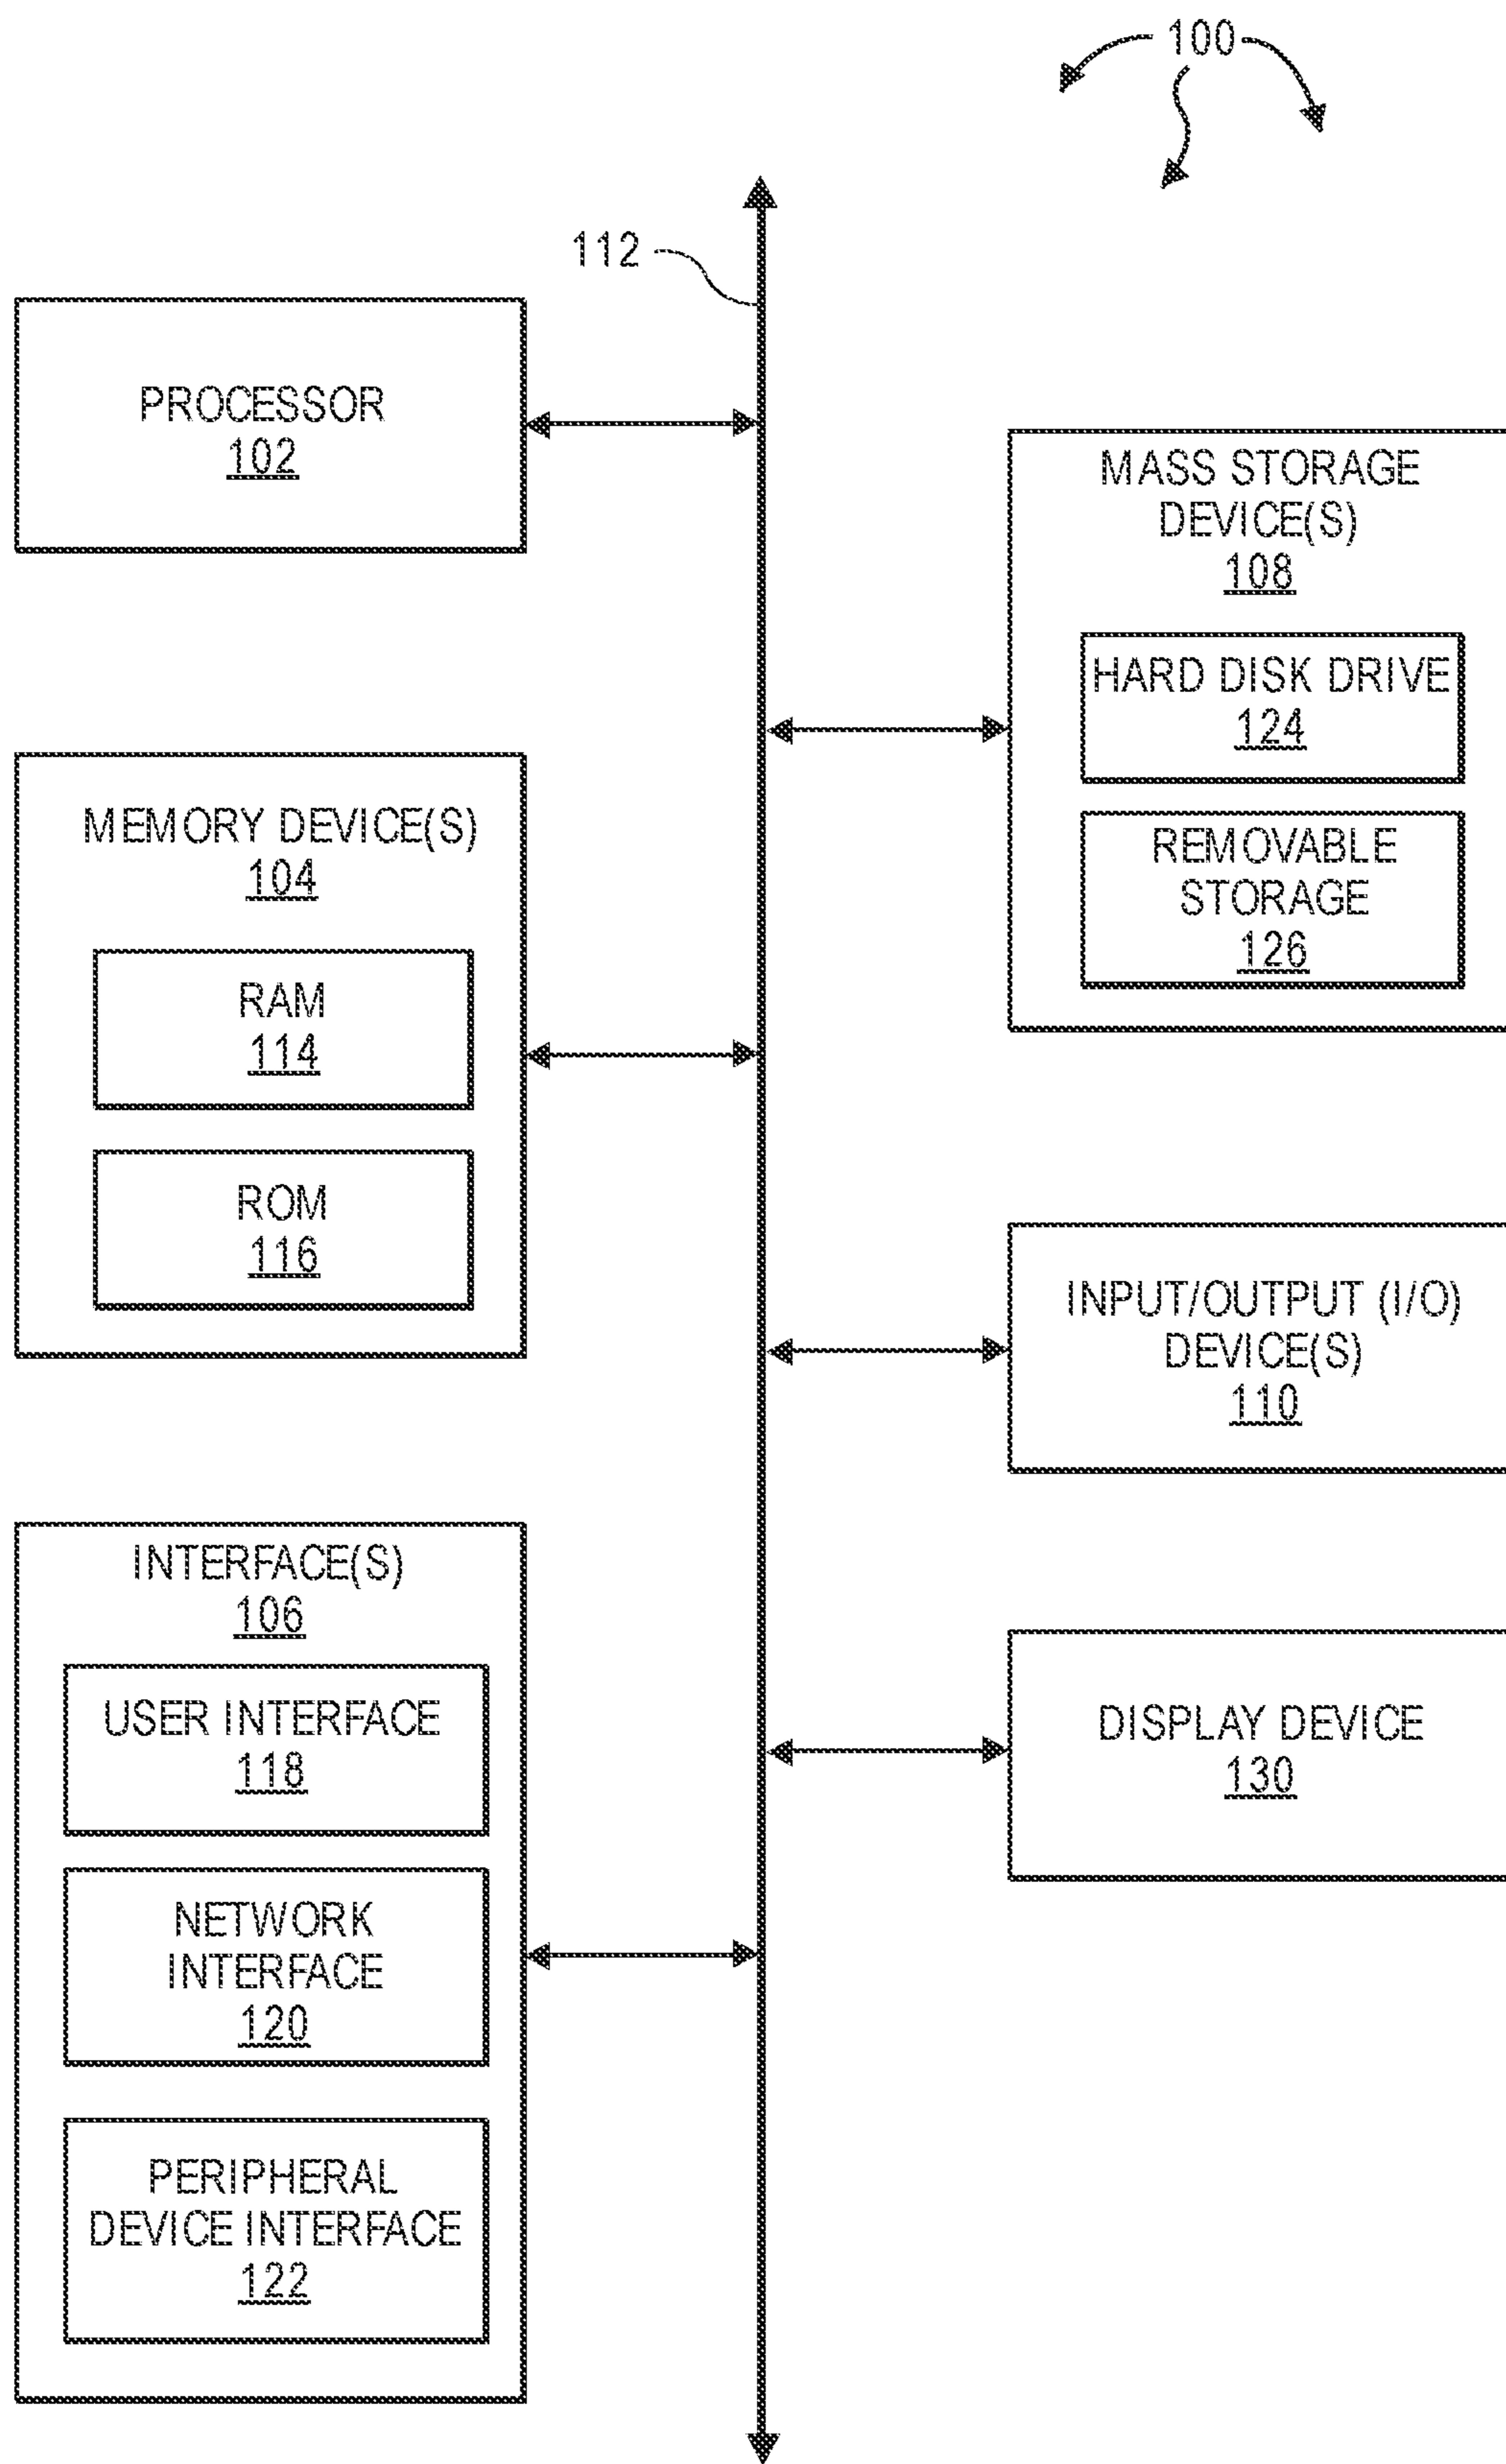 100
112
PROCESSOR
102
MASS STORAGE
DEVICE(S)
108
HARD DISK DRIVE
124
REMOVABLE
STORAGE
126
MEMORY DEVICE(S)
104
RAM
114
ROM
116
INPUT/OUTPUT (I/O)
DEVICE(S)
110
INTERFACE(S)
106
USER INTERFACE
118
NETWORK
INTERFACE
120
PERIPHERAL
DEVICE INTERFACE
122
DISPLAY DEVICE
130